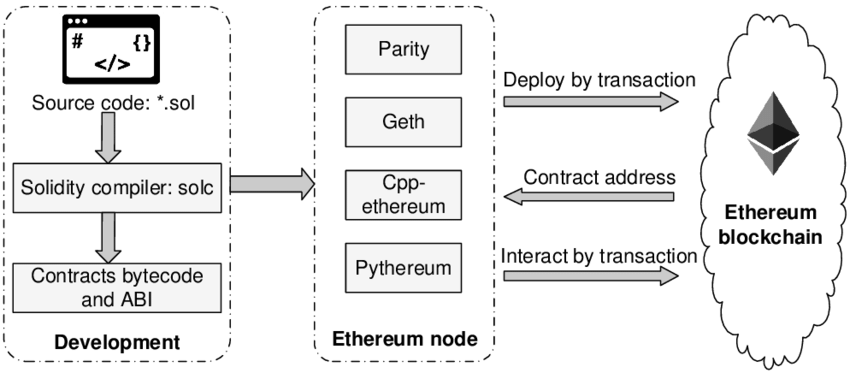 # {}
</>
Source code: *.sol
Solidity compiler: solc
Contracts bytecode
and ABI
Development
Parity
Geth
Cpp-
ethereum
Pythereum
Ethereum node
Deploy by transaction
Contract address
Interact by transaction
Ethereum
blockchain